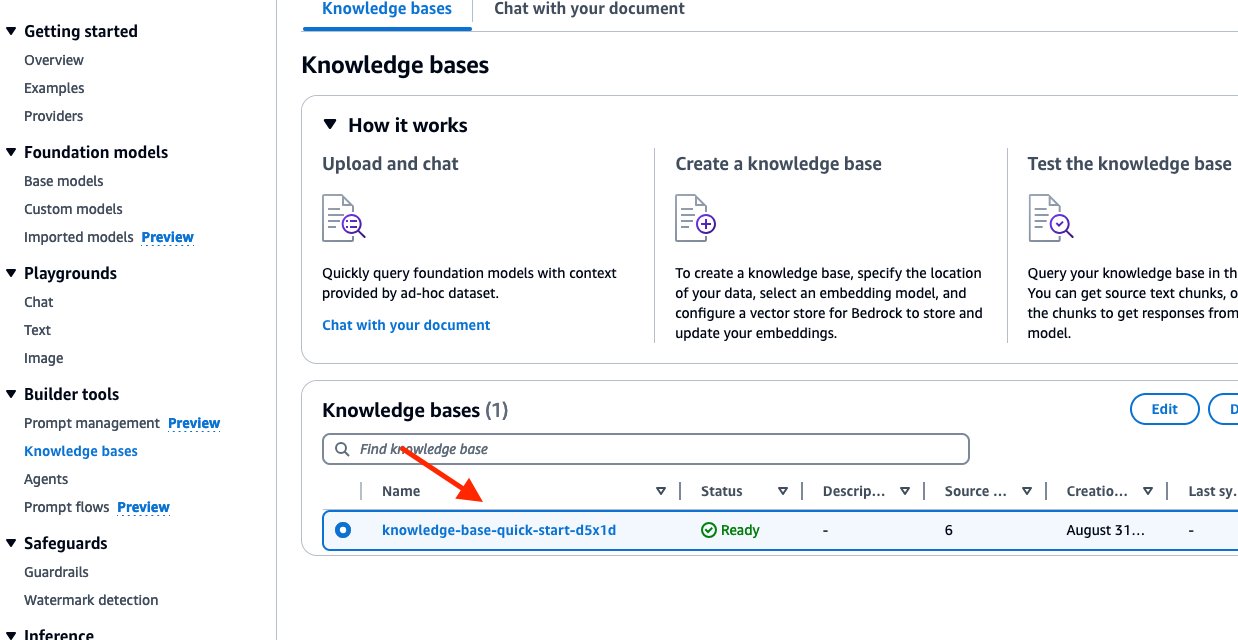 Getting started
Overview
Examples
Providers
Foundation models
Base models
Custom models
Imported models Preview
Playgrounds
Chat
Text
Image
Builder tools
Prompt management Preview
Knowledge bases
Agents
Prompt flows Preview
Safeguards
Guardrails
Watermark detection
Inference
Knowledge bases Chat with your document
Knowledge bases
How it works
Upload and chat
Quickly query foundation models with context
provided by ad-hoc dataset.
Chat with your document
Create a knowledge base
To create a knowledge base, specify the location
of your data, select an embedding model, and
configure a vector store for Bedrock to store and
update your embeddings.
Test the knowledge base
Query your knowledge base in th
You can get source text chunks, o
the chunks to get responses from
model.
Knowledge bases (1)
Edit D
Find knowledge base
Name Status Descrip... Source ... Creatio... Last sy.
knowledge-base-quick-start-d5x1d Ready - 6 August 31... -